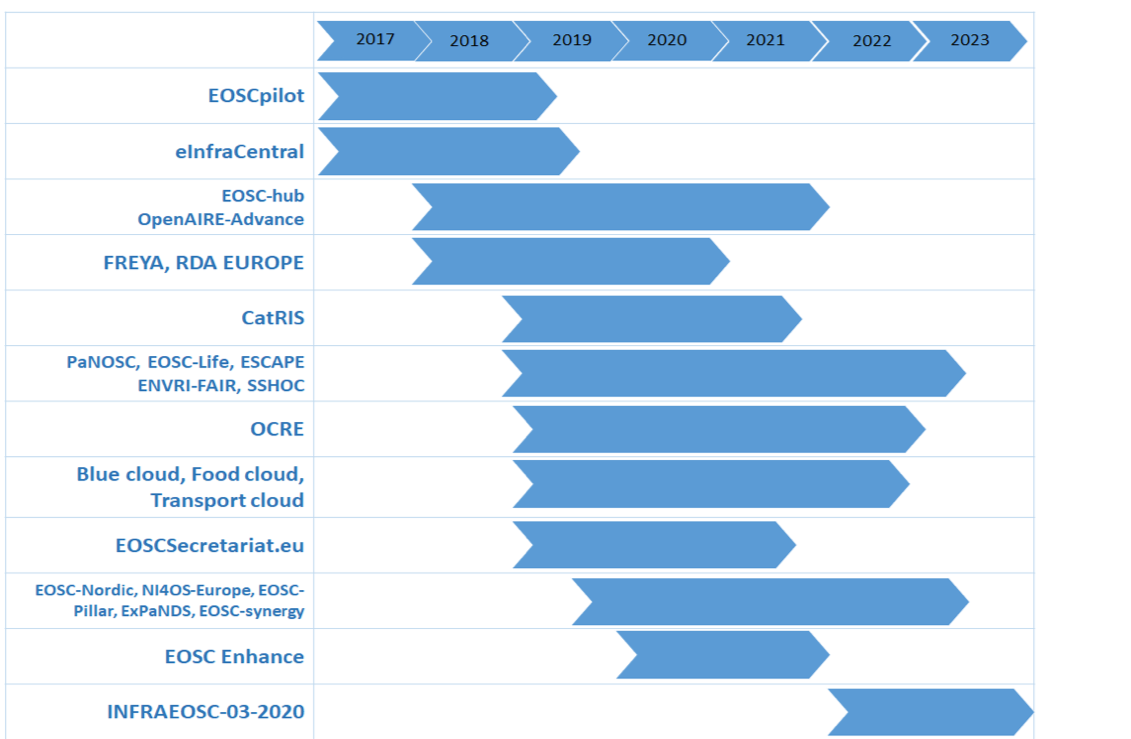 2017 2018 2019 2020 2021 2022 2023
EOSCpilot
eInfraCentral
EOSC-hub
OpenAIRE-Advance
FREYA, RDA EUROPE
CatRIS
PaNOSC, EOSC-Life, ESCAPE
ENVRI-FAIR, SSHOC
OCRE
Blue cloud, Food cloud,
Transport cloud
EOSCSecretariat.eu
EOSC-Nordic, NI4OS-Europe, EOSC-
Pillar, ExPaNDS, EOSC-synergy
EOSC Enhance
INFRAEOSC-03-2020